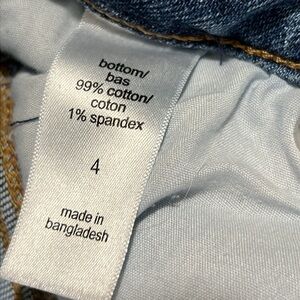 bottom/
bas
99% cotton/
coton
1% spandex
4
made in
bangladesh